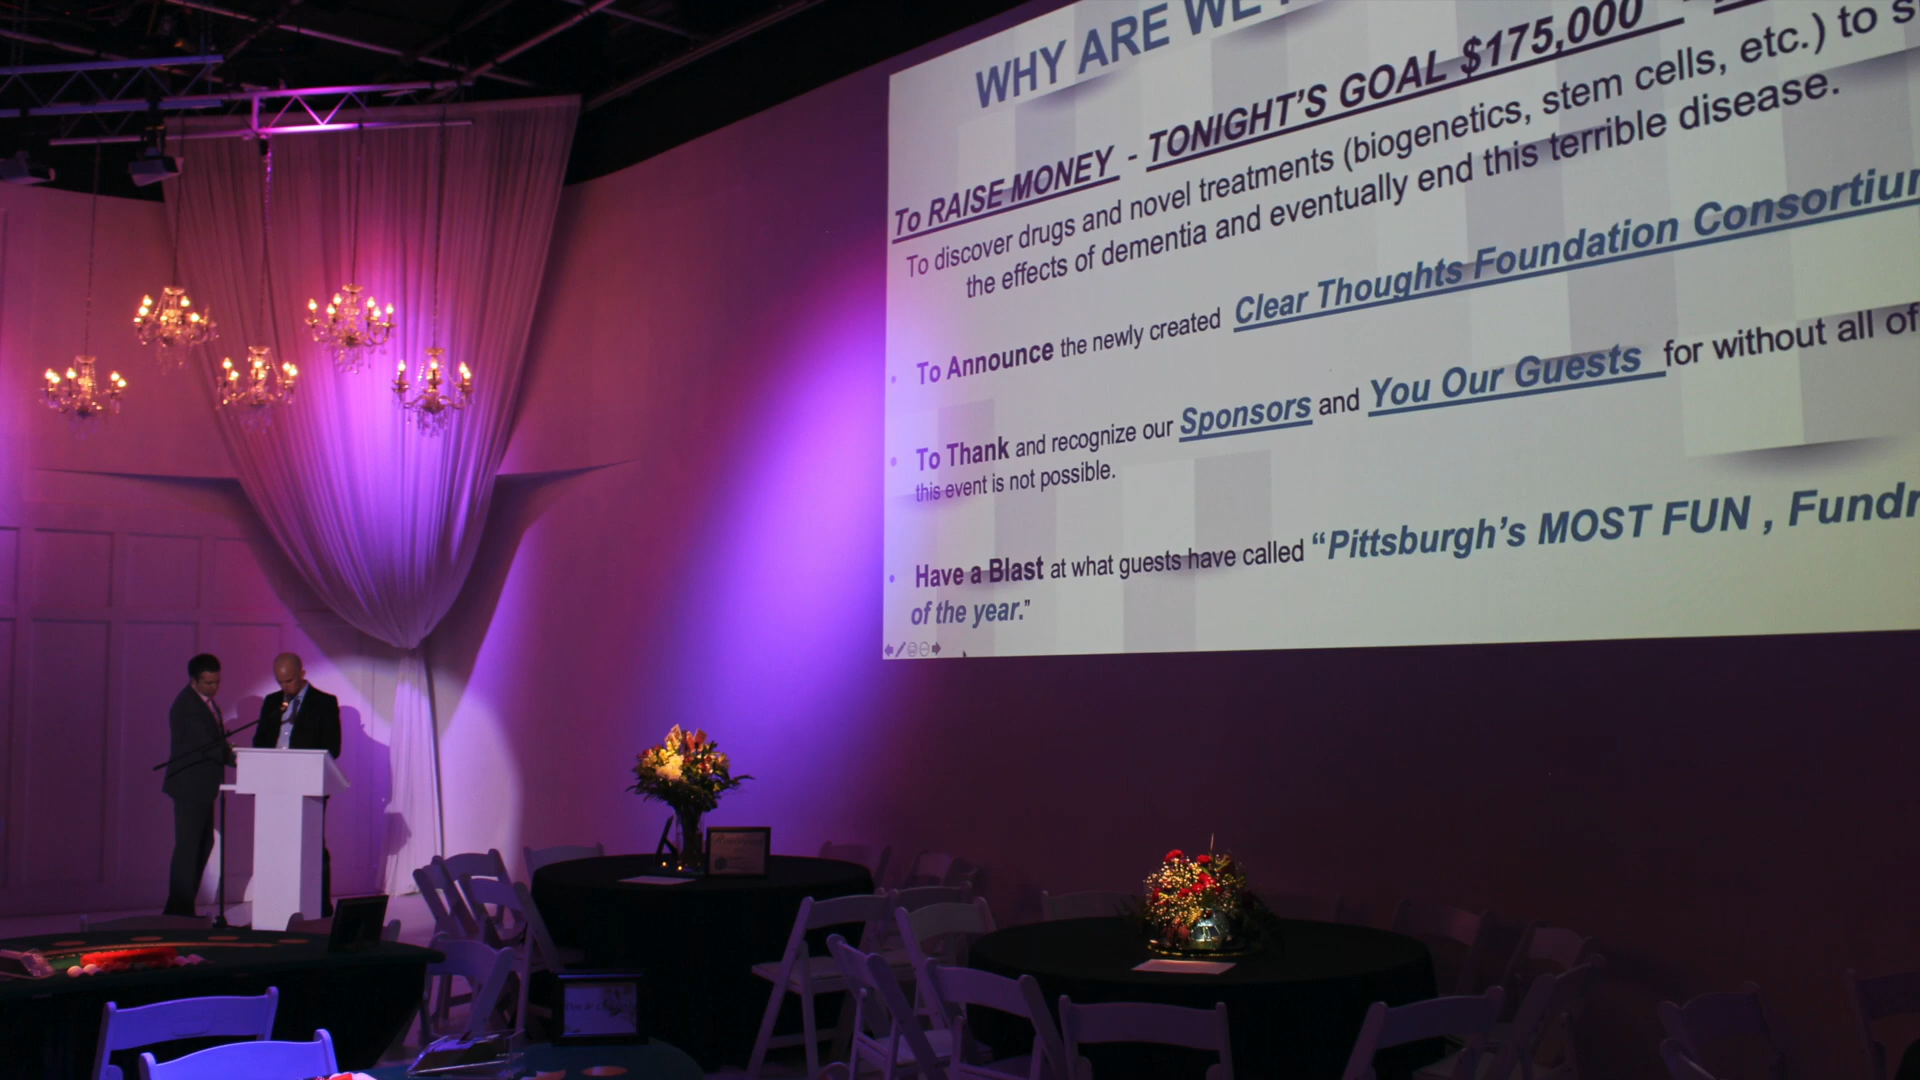 WHY ARE WE
To RAISE MONEY - TONIGHT'S GOAL $175,000
To discover drugs and novel treatments (biogenetics, stem cells, etc.) to
the effects of dementia and eventually end this terrible disease.
• To Announce the newly created Clear Thoughts Foundation
• To Thank and recognize our Sponsors and You Our Guests for without all of
this event is not possible.
• Have a Blast at what guests have called “Pittsburgh’s MOST FUN ,
of the year.”